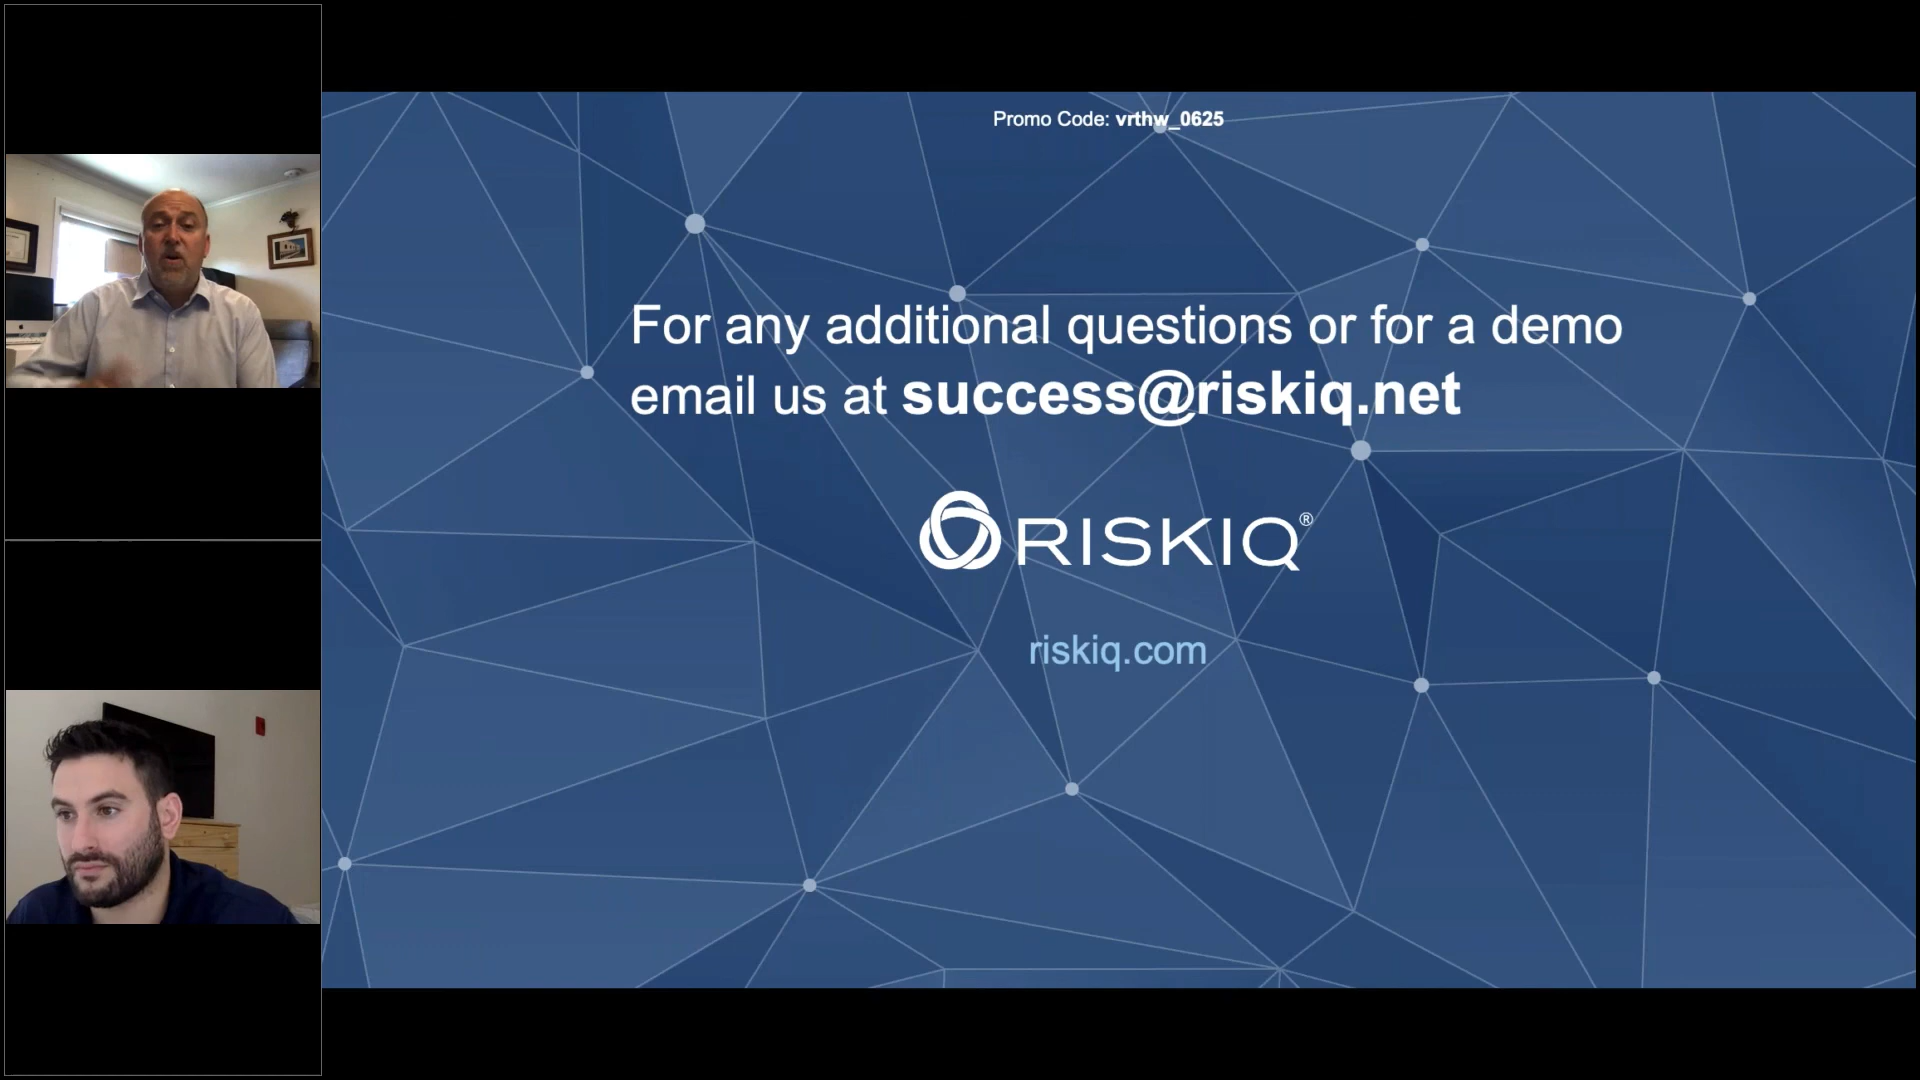 Promo Code: vrthw_0625
For any additional questions or for a demo
email us at success@riskiq.net
RISKIQ®
riskiq.com